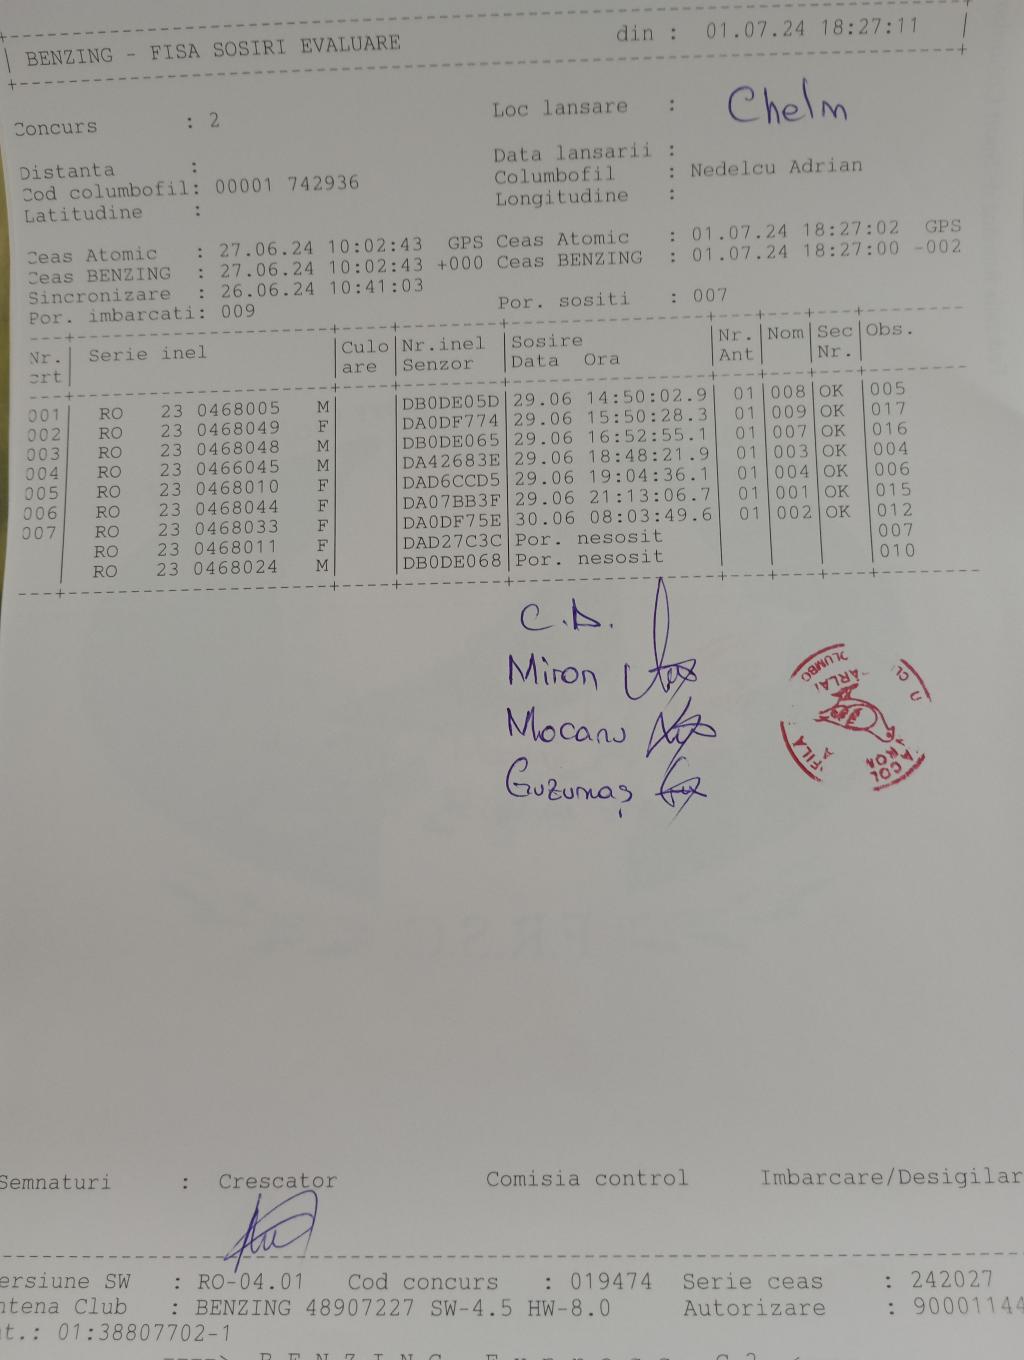 BENZING - FISA SOSIRI EVALUARE din : 01.07.24 18:27:11
Concurs : 2 Loc lansare : Chelm
Distanta : Data lansarii :
Cod columbofil: 00001 742936 Columbofil : Nedelcu Adrian
Latitudine : Longitudine :
Ceas Atomic : 27.06.24 10:02:43 GPS Ceas Atomic : 01.07.24 18:27:02 GPS
Ceas BENZING : 27.06.24 10:02:43 +000 Ceas BENZING : 01.07.24 18:27:00 -002
Sincronizare : 26.06.24 10:41:03
Por. imbarcati: 009 Por. sositi : 007
Nr. Serie inel Culo Nr.inel Sosire Nr. Nom Sec Obs.
crt are Senzor Data Ora Ant Nr.
001 RO 23 0468005 M DB0DE05D 29.06 14:50:02.9 01 008 OK 005
002 RO 23 0468049 F DA0DF774 29.06 15:50:28.3 01 009 OK 017
003 RO 23 0468048 M DB0DE065 29.06 16:52:55.1 01 007 OK 016
004 RO 23 0466045 M DA42683E 29.06 18:48:21.9 01 003 OK 004
005 RO 23 0468010 F DAD6CCD5 29.06 19:04:36.1 01 004 OK 006
006 RO 23 0468044 F DA07BB3F 29.06 21:13:06.7 01 001 OK 015
007 RO 23 0468033 F DA0DF75E 30.06 08:03:49.6 01 002 OK 012
RO 23 0468011 F DAD27C3C Por. nesosit 007
RO 23 0468024 M DB0DE068 Por. nesosit 010
C.D.
Miron
Mocanu
Guzumaș
Semnaturi : Crescator Comisia control Imbarcare/Desigilar
ersiune SW : RO-04.01 Cod concurs : 019474 Serie ceas : 242027
ntena Club : BENZING 48907227 SW-4.5 HW-8.0 Autorizare : 90001144
t.: 01:38807702-1